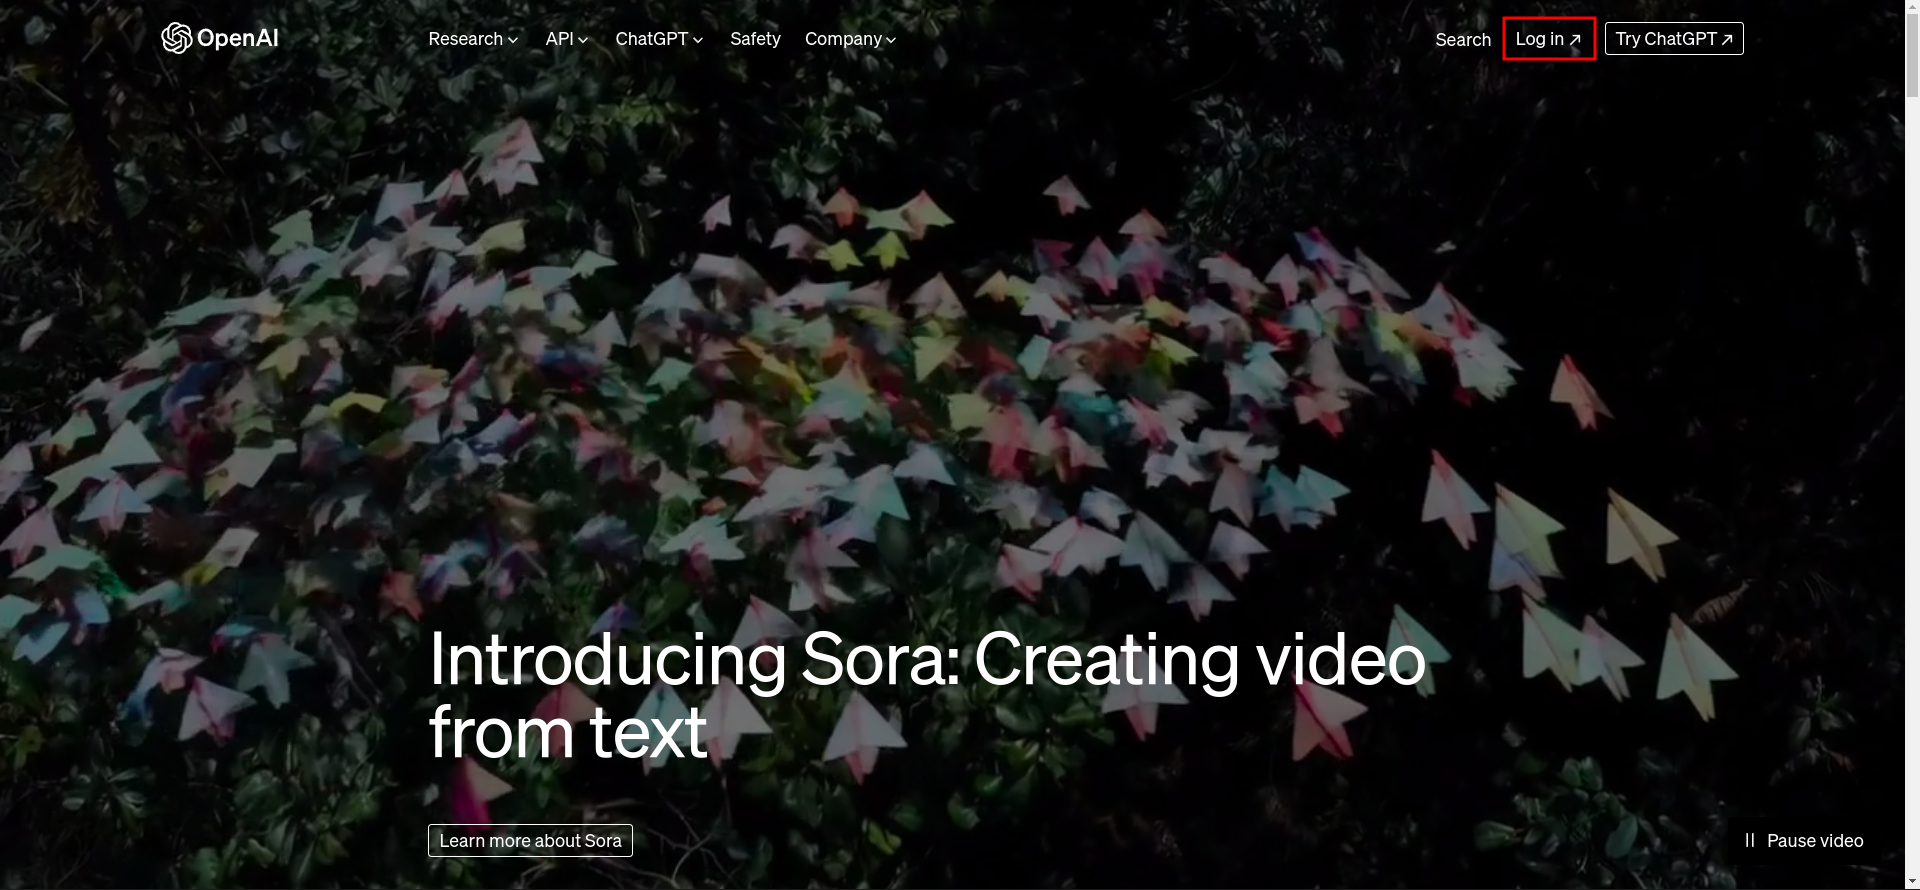 OpenAI
Research API ChatGPT Safety Company
Search Log in ↗ Try ChatGPT ↗
Introducing Sora: Creating video
from text
Learn more about Sora
Pause video